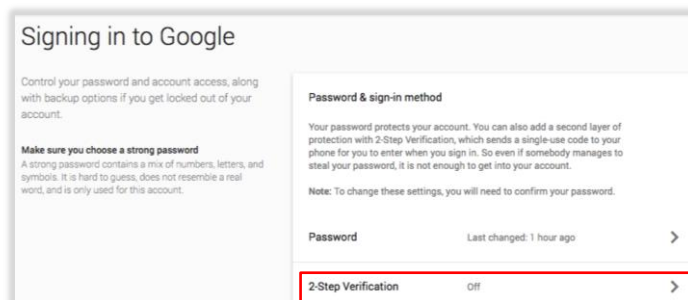 Signing in to Google
Control your password and account access, along
with backup options if you get locked out of your
account.
Make sure you choose a strong password
A strong password contains a mix of numbers, letters, and
symbols. It is hard to guess, does not resemble a real
word, and is only used for this account.
Password & sign-in method
Your password protects your account. You can also add a second layer of
protection with 2-Step Verification, which sends a single-use code to your
phone for you to enter when you sign in. So even if somebody manages to
steal your password, it is not enough to get into your account.
Note: To change these settings, you will need to confirm your password.
Password Last changed: 1 hour ago
2-Step Verification Off